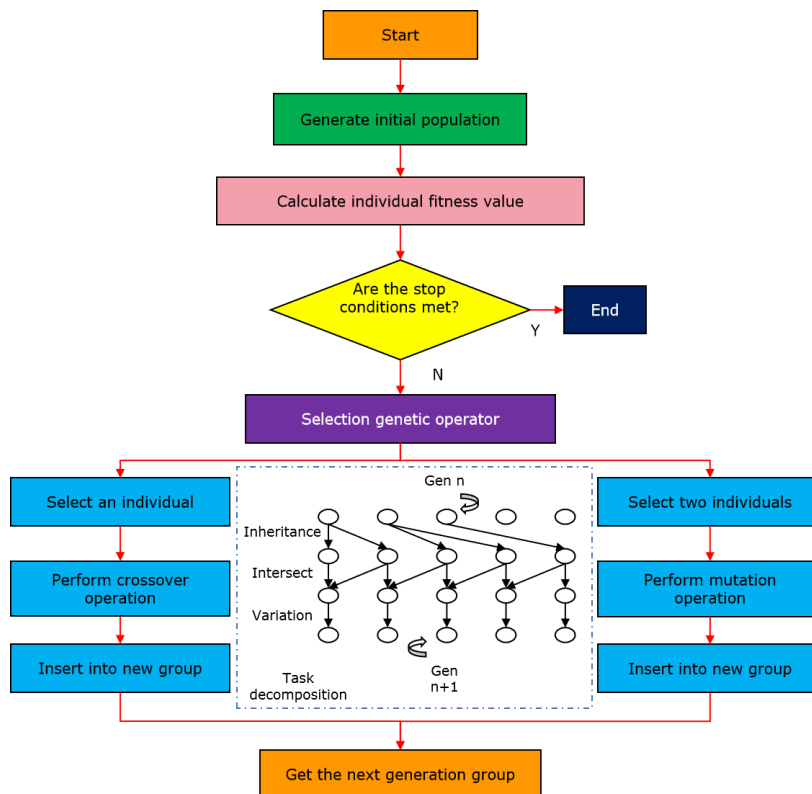 Start
Generate initial population
Calculate individual fitness value
Are the stop
conditions met?
End
Y
N
Selection genetic operator
Select an individual
Perform crossover
operation
Insert into new group
Gen n
Inheritance
Intersect
Variation
Task
decomposition
Gen
n+1
Select two individuals
Perform mutation
operation
Insert into new group
Get the next generation group